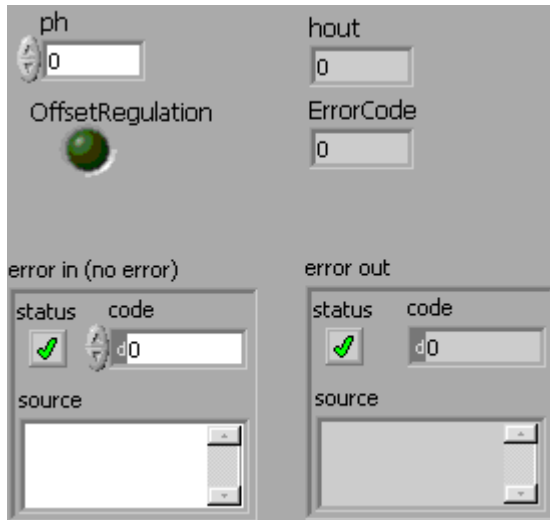 ph
0
hout
0
OffsetRegulation
ErrorCode
0
error in (no error)
status code
d0
source
error out
status code
d0
source